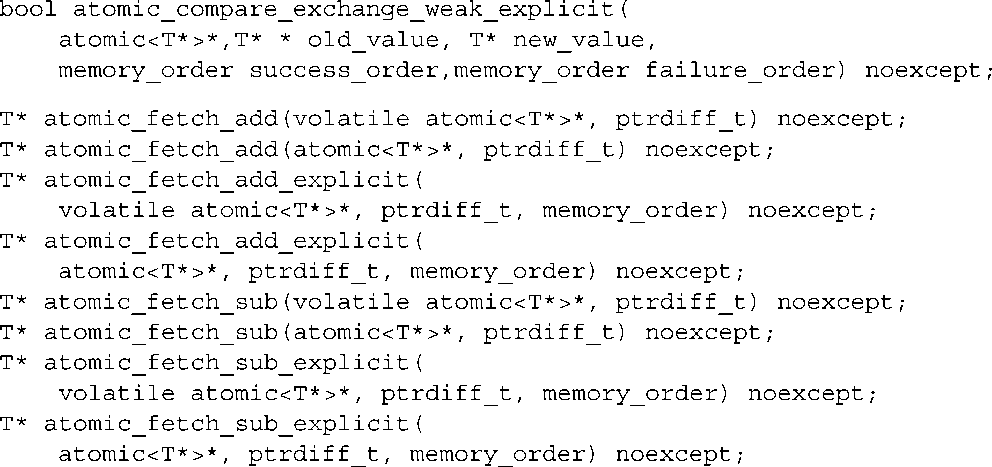 bool atomic_compare_exchange_weak_explicit(
    atomic<T*>*,T* * old_value, T* new_value,
    memory_order success_order,memory_order failure_order) noexcept;
T* atomic_fetch_add(volatile atomic<T*>*, ptrdiff_t) noexcept;
T* atomic_fetch_add(atomic<T*>*, ptrdiff_t) noexcept;
T* atomic_fetch_add_explicit(
    volatile atomic<T*>*, ptrdiff_t, memory_order) noexcept;
T* atomic_fetch_add_explicit(
    atomic<T*>*, ptrdiff_t, memory_order) noexcept;
T* atomic_fetch_sub(volatile atomic<T*>*, ptrdiff_t) noexcept;
T* atomic_fetch_sub(atomic<T*>*, ptrdiff_t) noexcept;
T* atomic_fetch_sub_explicit(
    volatile atomic<T*>*, ptrdiff_t, memory_order) noexcept;
T* atomic_fetch_sub_explicit(
    atomic<T*>*, ptrdiff_t, memory_order) noexcept;